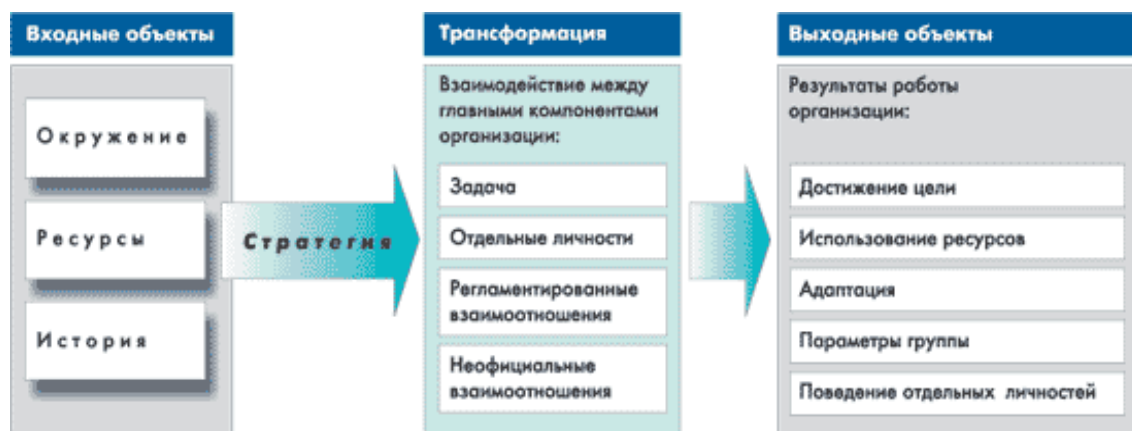 Входные объекты
Окружение
Ресурсы
История
Стратегия
Трансформация
Взаимодействие между
главными компонентами
организации:
Задача
Отдельные личности
Регламентированные
взаимоотношения
Неофициальные
взаимоотношения
Выходные объекты
Результаты работы
организации:
Достижение цели
Использование ресурсов
Адаптация
Параметры группы
Поведение отдельных личностей